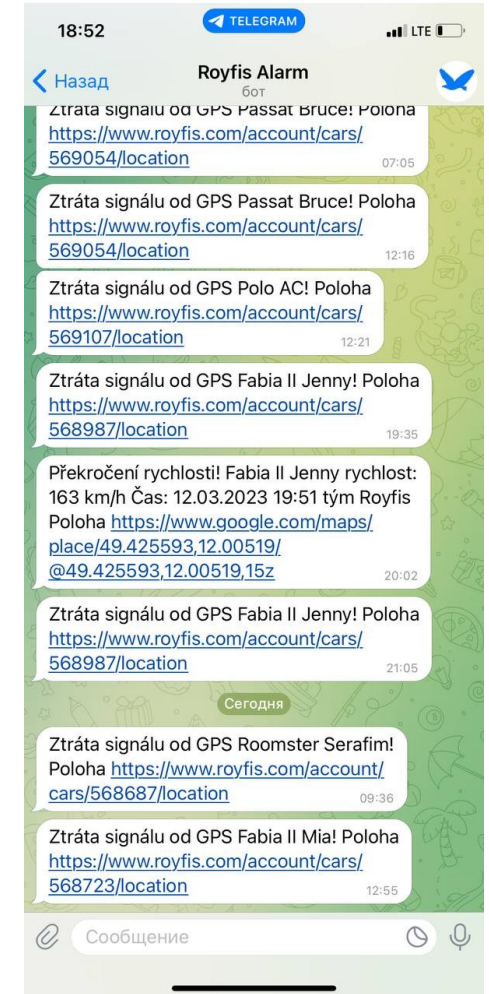 18:52
TELEGRAM
LTE
Назад
Royfis Alarm
бот
Ztráta signálu od GPS Passat Bruce! Poloha
https://www.royfis.com/account/cars/
569054/location
07:05
Ztráta signálu od GPS Passat Bruce! Poloha
https://www.royfis.com/account/cars/
569054/location
12:16
Ztráta signálu od GPS Polo AC! Poloha
https://www.royfis.com/account/cars/
569107/location
12:21
Ztráta signálu od GPS Fabia II Jenny! Poloha
https://www.royfis.com/account/cars/
568987/location
19:35
Překročení rychlosti! Fabia II Jenny rychlost:
163 km/h Čas: 12.03.2023 19:51 tým Royfis
Poloha https://www.google.com/maps/
place/49.425593,12.00519/
@49.425593,12.00519,15z
20:02
Ztráta signálu od GPS Fabia II Jenny! Poloha
https://www.royfis.com/account/cars/
568987/location
21:05
Сегодня
Ztráta signálu od GPS Roomster Serafim!
Poloha https://www.royfis.com/account/
cars/568687/location
09:36
Ztráta signálu od GPS Fabia II Mia! Poloha
https://www.royfis.com/account/cars/
568723/location
12:55
Сообщение